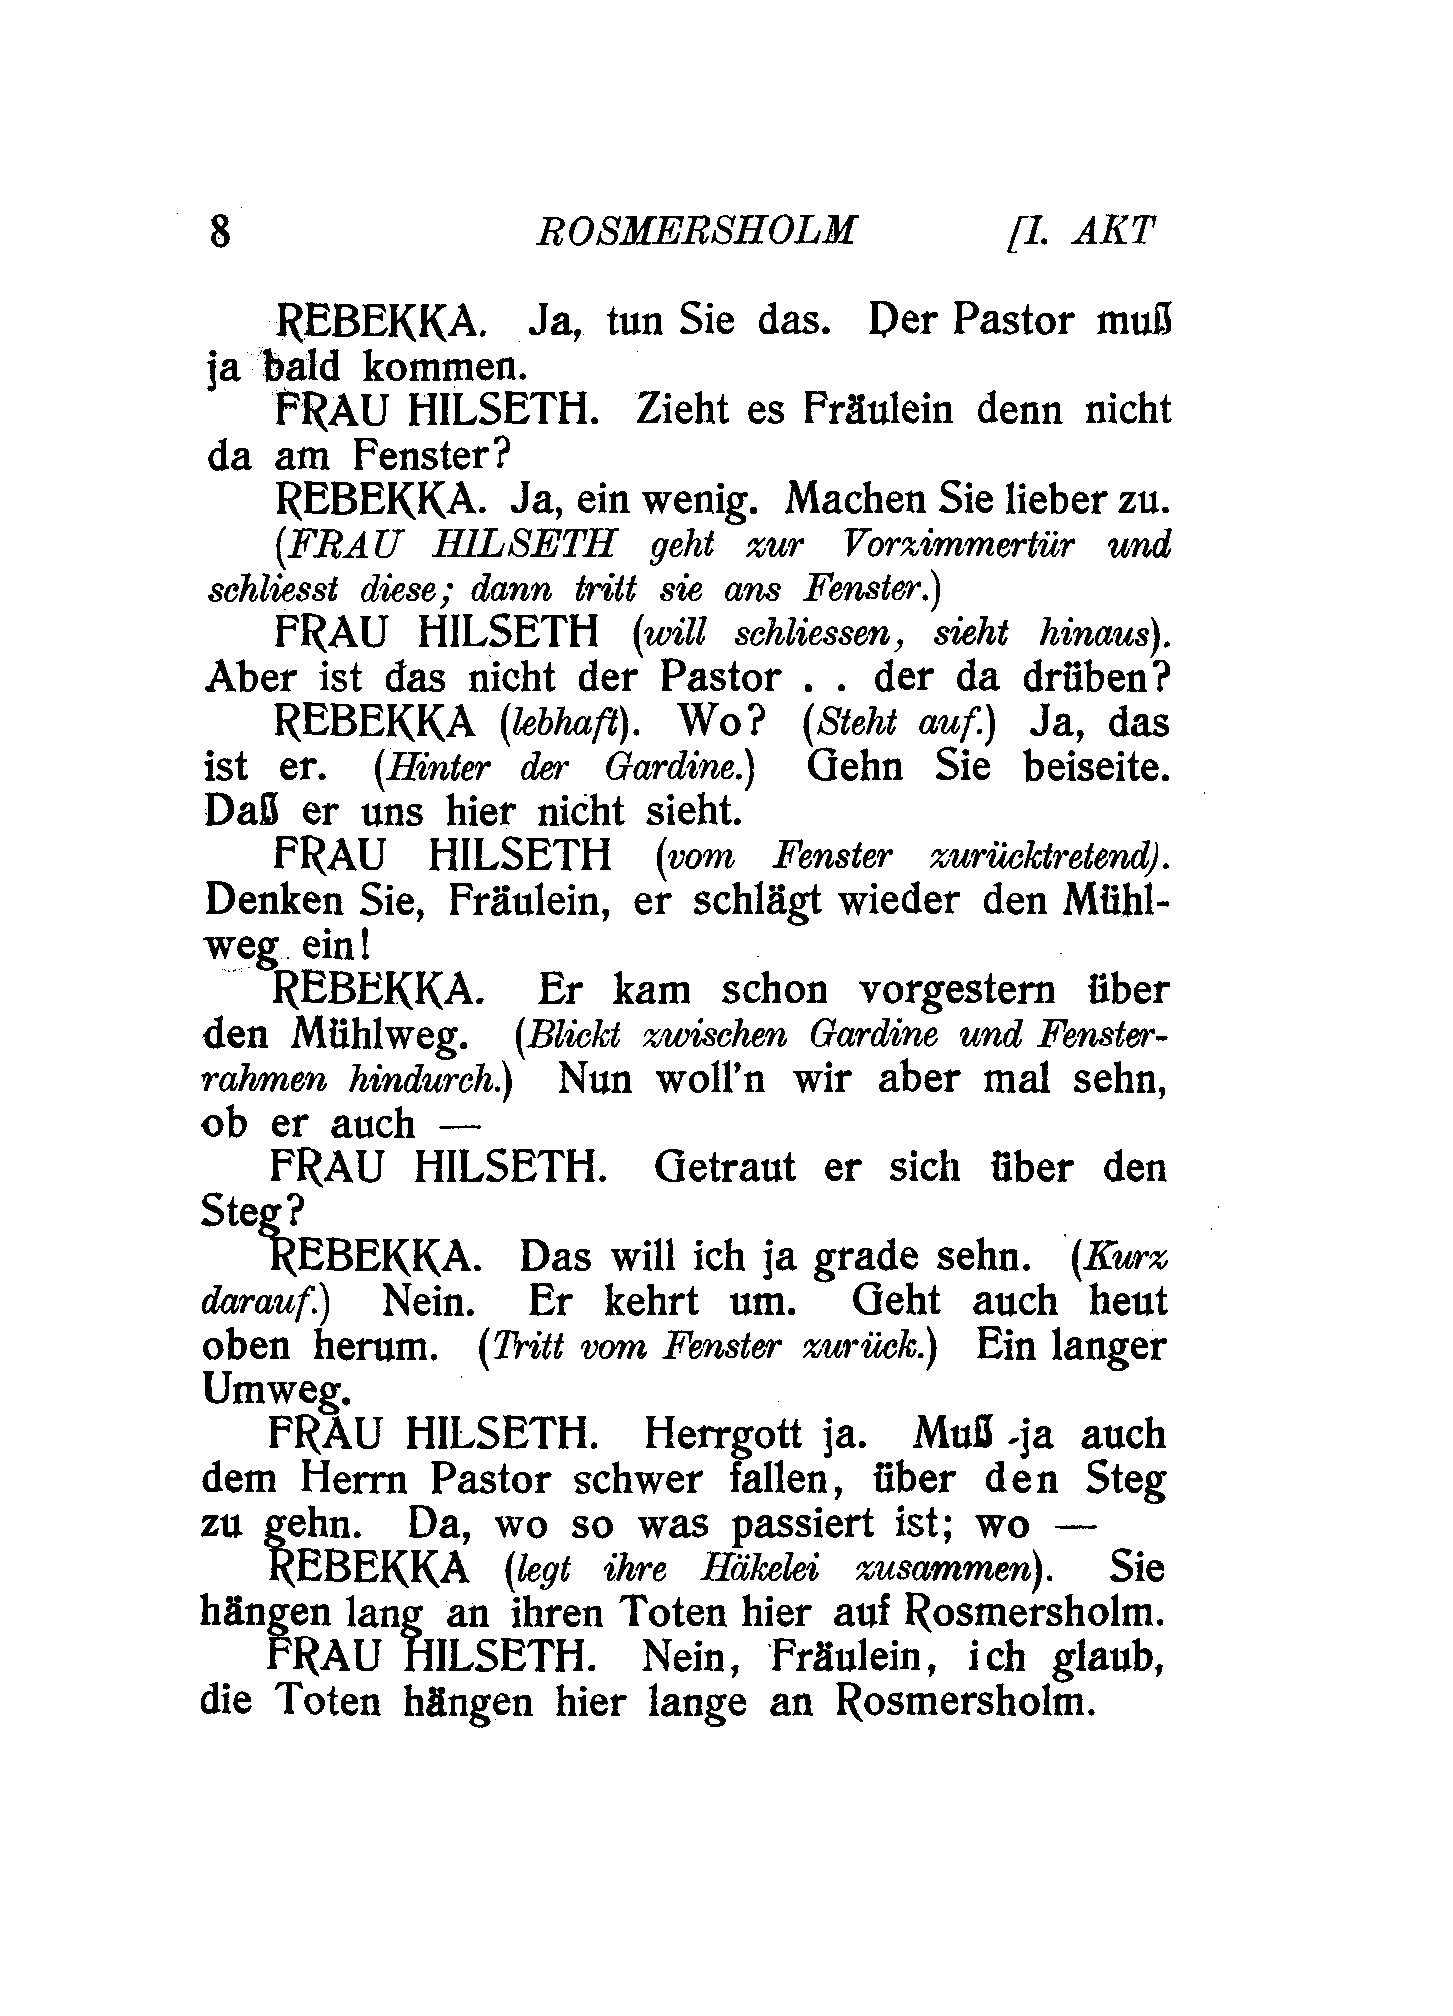 8 ROSMERSHOLM [I. AKT
REBEKKA. Ja, tun Sie das. Der Pastor muß
ja bald kommen.
FRAU HILSETH. Zieht es Fräulein denn nicht
da am Fenster?
REBEKKA. Ja, ein wenig. Machen Sie lieber zu.
(FRAU HILSETH geht zur Vorzimmertür und
schliesst diese; dann tritt sie ans Fenster.)
FRAU HILSETH (will schliessen, sieht hinaus).
Aber ist das nicht der Pastor . . der da drüben?
REBEKKA (lebhaft). Wo? (Steht auf.) Ja, das
ist er. (Hinter der Gardine.) Gehn Sie beiseite.
Daß er uns hier nicht sieht.
FRAU HILSETH (vom Fenster zurücktretend).
Denken Sie, Fräulein, er schlägt wieder den Mühl-
weg ein!
REBEKKA. Er kam schon vorgestern über
den Mühlweg. (Blickt zwischen Gardine und Fenster-
rahmen hindurch.) Nun woll'n wir aber mal sehn,
ob er auch —
FRAU HILSETH. Getraut er sich über den
Steg?
REBEKKA. Das will ich ja grade sehn. (Kurz
darauf.) Nein. Er kehrt um. Geht auch heut
oben herum. (Tritt vom Fenster zurück.) Ein langer
Umweg.
FRAU HILSETH. Herrgott ja. Muß ja auch
dem Herrn Pastor schwer fallen, über den Steg
zu gehn. Da, wo so was passiert ist; wo —
REBEKKA (legt ihre Häkelei zusammen). Sie
hängen lang an ihren Toten hier auf Rosmersholm.
FRAU HILSETH. Nein, Fräulein, ich glaub,
die Toten hängen hier lange an Rosmersholm.